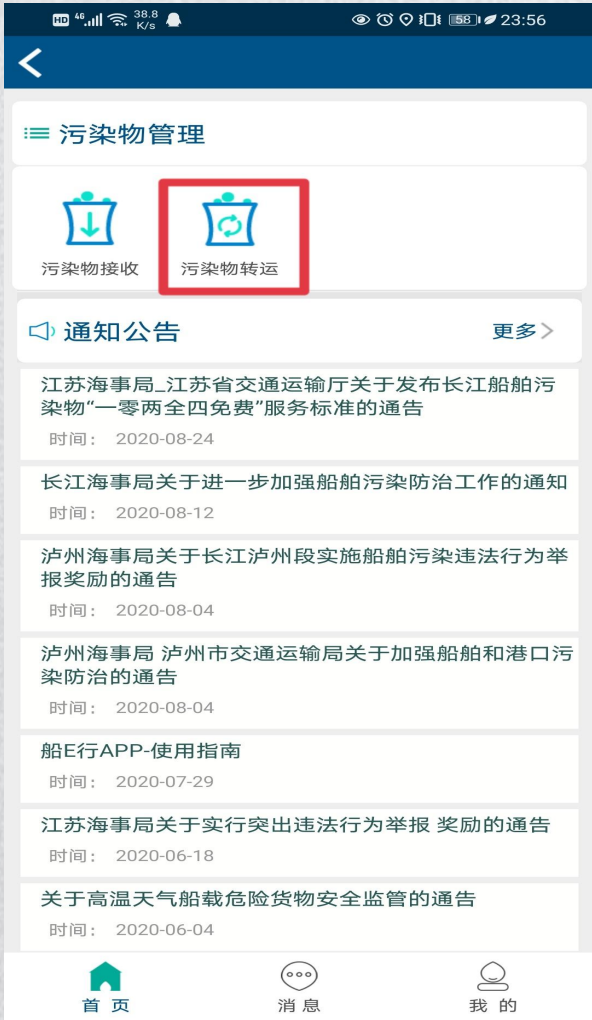 HD 4G 38.8 K/s 58 23:56
污染物管理
污染物接收 污染物转运
通知公告 更多
江苏海事局_江苏省交通运输厅关于发布长江船舶污
染物“一零两全四免费”服务标准的通告
时间： 2020-08-24
长江海事局关于进一步加强船舶污染防治工作的通知
时间： 2020-08-12
泸州海事局关于长江泸州段实施船舶污染违法行为举
报奖励的通告
时间： 2020-08-04
泸州海事局 泸州市交通运输局关于加强船舶和港口污
染防治的通告
时间： 2020-08-04
船E行APP-使用指南
时间： 2020-07-29
江苏海事局关于实行突出违法行为举报 奖励的通告
时间： 2020-06-18
关于高温天气船载危险货物安全监管的通告
时间： 2020-06-04
首 页 消 息 我 的